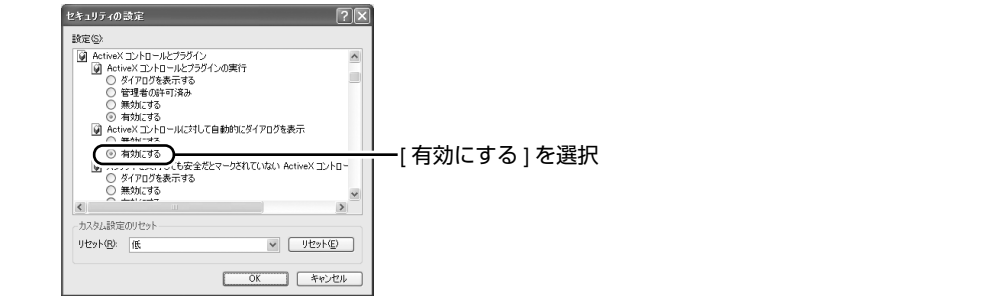 セキュリティの設定
設定(S):
ActiveX コントロールとプラグイン
ActiveX コントロールとプラグインの実行
ダイアログを表示する
管理者の許可済み
無効にする
有効にする
ActiveX コントロールに対して自動的にダイアログを表示
無効にする
有効にする
[ 有効にする ] を選択
ても安全だとマークされていない ActiveX コントロー
ダイアログを表示する
無効にする
カスタム設定のリセット
リセット(R): 低 リセット(E)
OK キャンセル